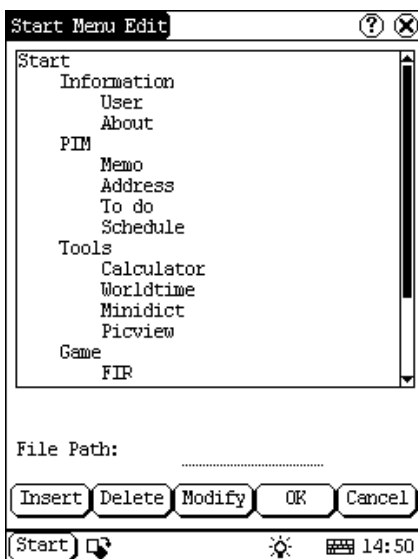 Start Menu Edit ?
Start
Information
User
About
PIM
Memo
Address
To do
Schedule
Tools
Calculator
Worldtime
Minidict
Picview
Game
FIR
File Path:
Insert Delete Modify OK Cancel
Start 14:50